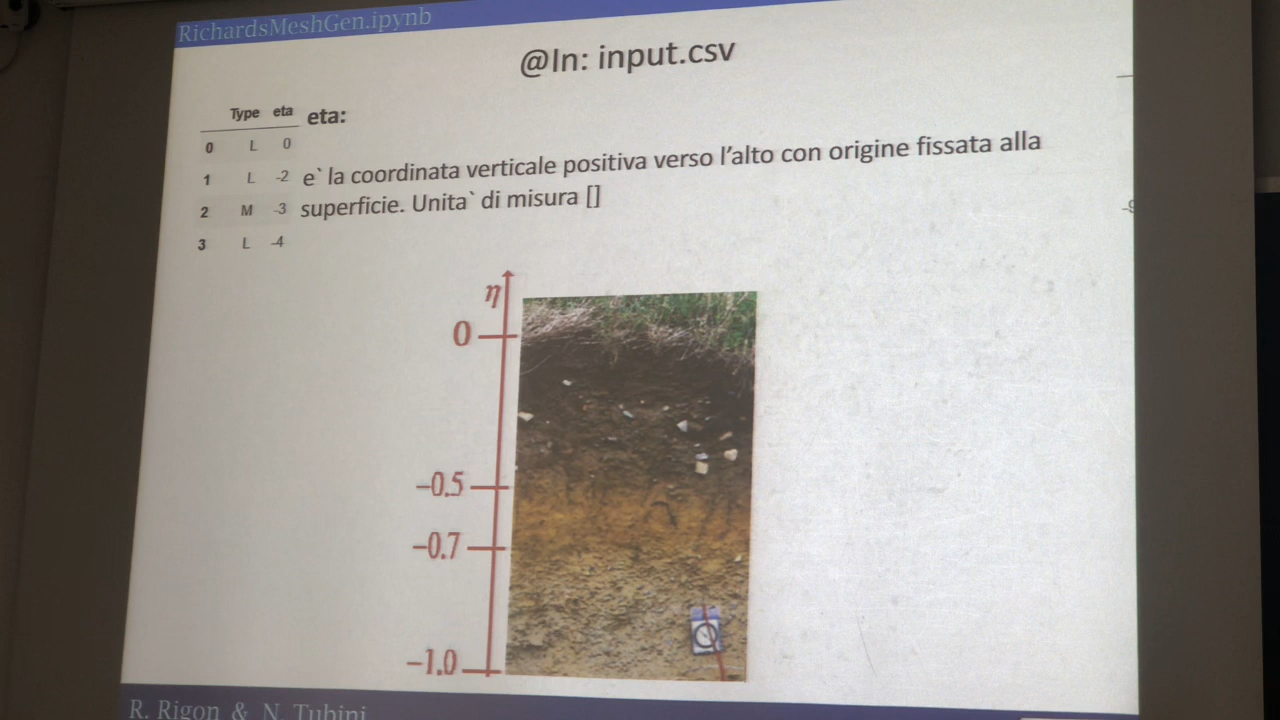 RichardsMeshGen.ipynb
@In: input.csv
Type eta
0 L 0
1 L -2
2 M -3
3 L -4
eta:
e` la coordinata verticale positiva verso l'alto con origine fissata alla
superficie. Unita` di misura []
η
0
−0.5
−0.7
−1.0
R. Rigon & N. Tubini